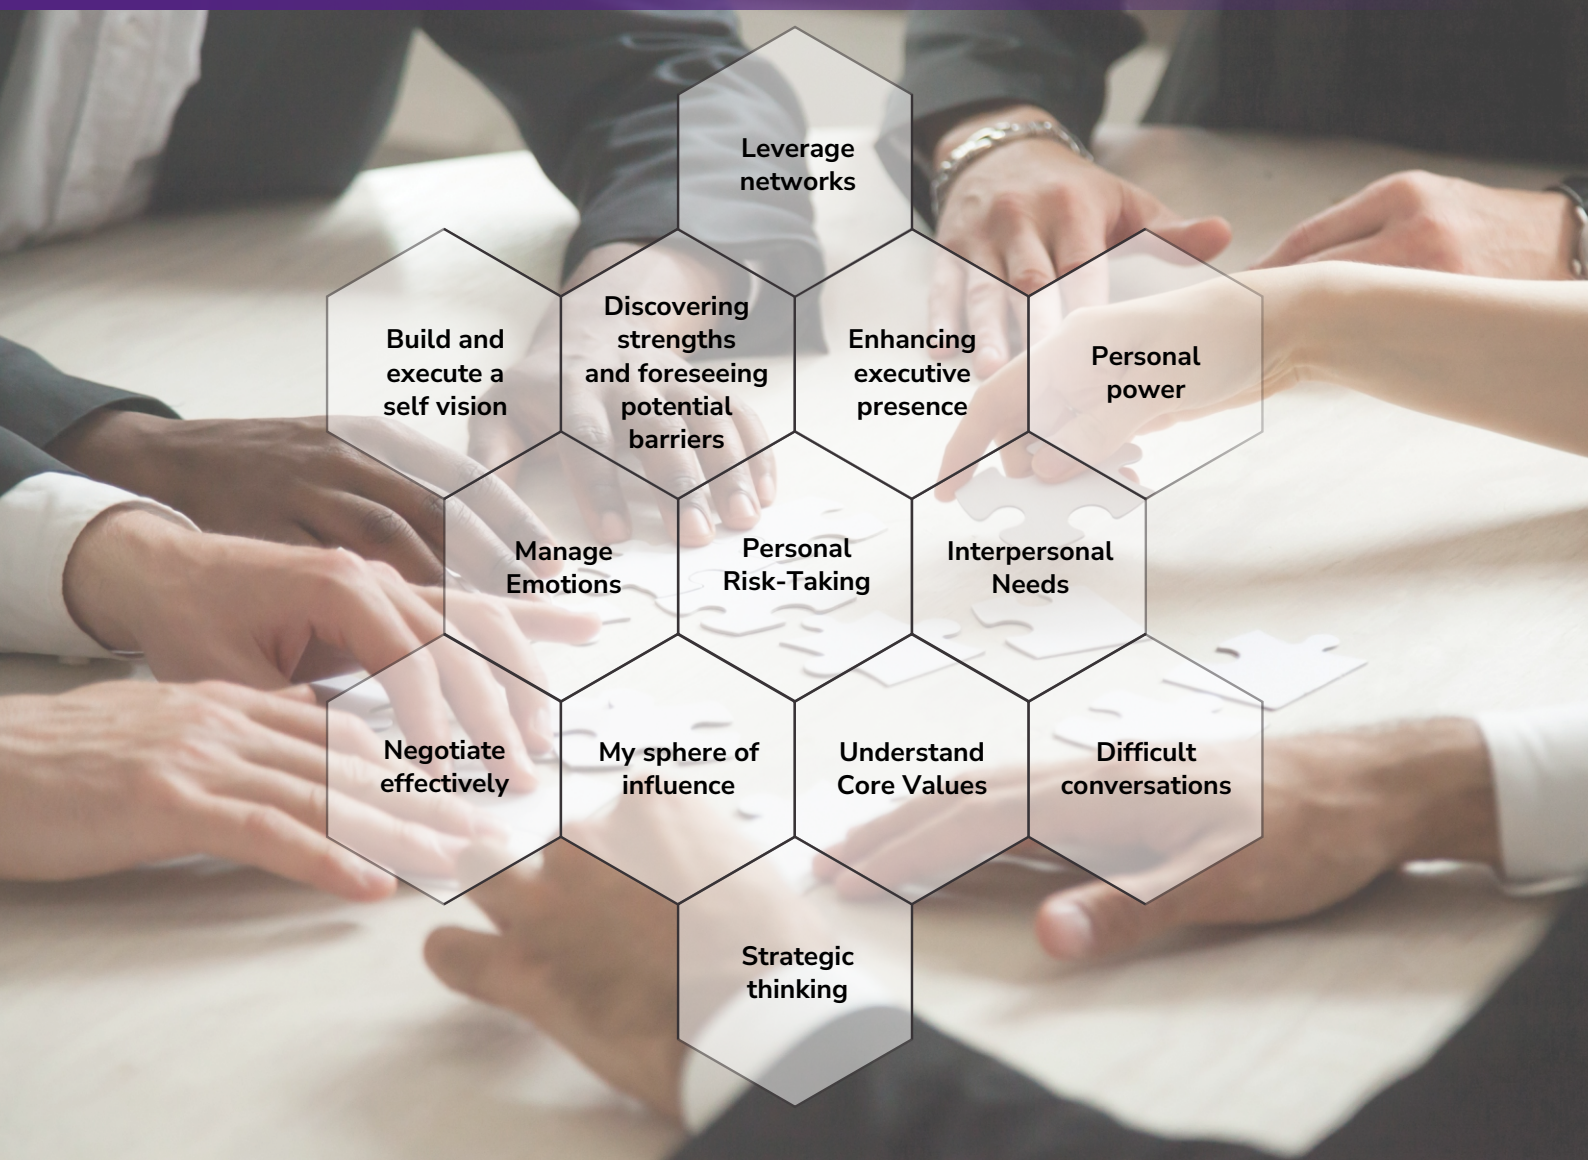 Leverage
networks
Build and
execute a
self vision
Discovering
strengths
and foreseeing
potential
barriers
Enhancing
executive
presence
Personal
power
Manage
Emotions
Personal
Risk-Taking
Interpersonal
Needs
Negotiate
effectively
My sphere of
influence
Understand
Core Values
Difficult
conversations
Strategic
thinking